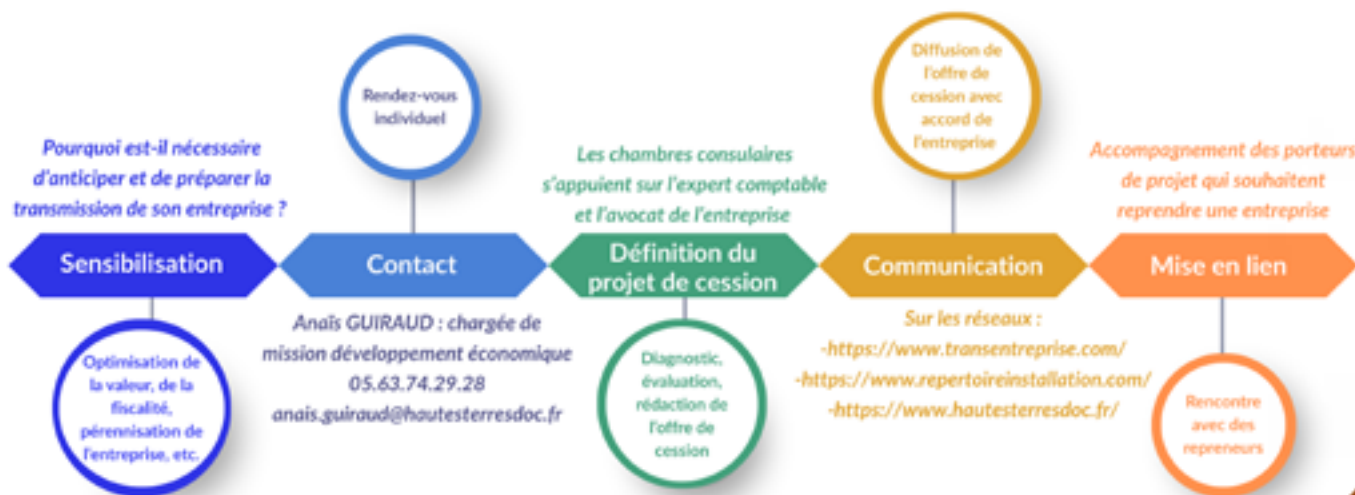 Pourquoi est-il nécessaire
d'anticiper et de préparer la
transmission de son entreprise ?
Sensibilisation
Optimisation de
la valeur, de la
fiscalité,
pérennisation de
l'entreprise, etc.
Rendez-vous
individuel
Contact
Anaïs GUIRAUD : chargée de
mission développement économique
05.63.74.29.28
anais.guiraud@hautesterresdoc.fr
Les chambres consulaires
s'appuient sur l'expert comptable
et l'avocat de l'entreprise
Définition du
projet de cession
Diagnostic,
évaluation,
rédaction de
l'offre de
cession
Diffusion de
l'offre de
cession avec
accord de
l'entreprise
Communication
Sur les réseaux :
-https://www.transentreprise.com/
-https://www.repertoireinstallation.com/
-https://www.hautesterresdoc.fr/
Accompagnement des porteurs
de projet qui souhaitent
reprendre une entreprise
Mise en lien
Rencontre
avec des
repreneurs